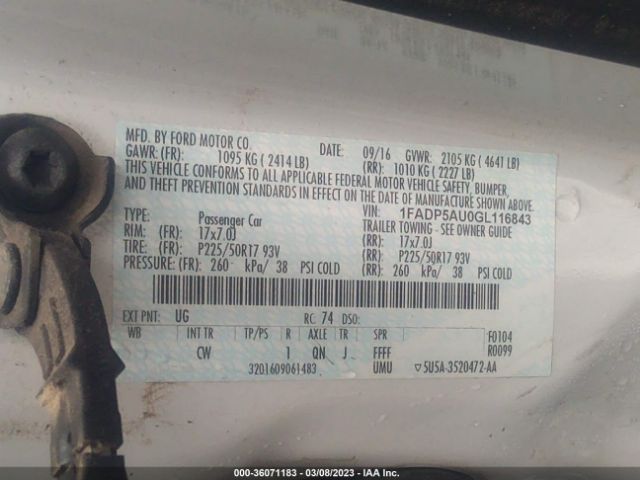 MFD. BY FORD MOTOR CO.
DATE: 09/16 GVWR: 2105 KG ( 4641 LB)
GAWR: (FR): 1095 KG ( 2414 LB) (RR): 1010 KG ( 2227 LB)
THIS VEHICLE CONFORMS TO ALL APPLICABLE FEDERAL MOTOR VEHICLE SAFETY, BUMPER,
AND THEFT PREVENTION STANDARDS IN EFFECT ON THE DATE OF MANUFACTURE SHOWN ABOVE.
VIN: 1FADP5AU0GL116843
TYPE: Passenger Car TRAILER TOWING - SEE OWNER GUIDE
RIM: (FR): 17x7.0J (RR): 17x7.0J
TIRE: (FR): P225/50R17 93V (RR): P225/50R17 93V
PRESSURE: (FR): 260 kPa/ 38 PSI COLD (RR): 260 kPa/ 38 PSI COLD
EXT PNT: UG RC: 74 DSO:
WB INT TR TP/PS R AXLE TR SPR F0104
CW 1 QN J FFFF R0099
3201609061483 UMU ▽5U5A-3520472-AA
000-36071183 - 03/08/2023 - IAA Inc.